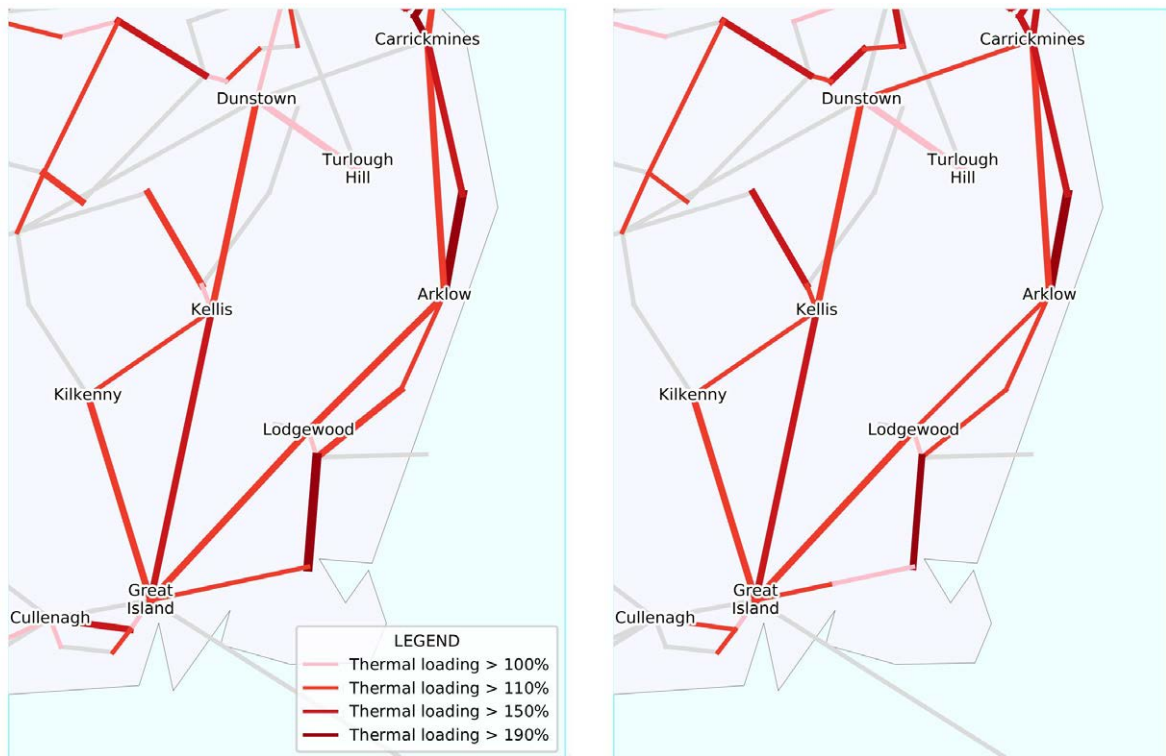 Carrickmines
Dunstown
Turlough
Hill
Arklow
Kellis
Kilkenny
Lodgewood
Great
Island
Cullenagh
LEGEND
Thermal loading > 100%
Thermal loading > 110%
Thermal loading > 150%
Thermal loading > 190%
Carrickmines
Dunstown
Turlough
Hill
Arklow
Kellis
Kilkenny
Lodgewood
Great
Island
Cullenagh